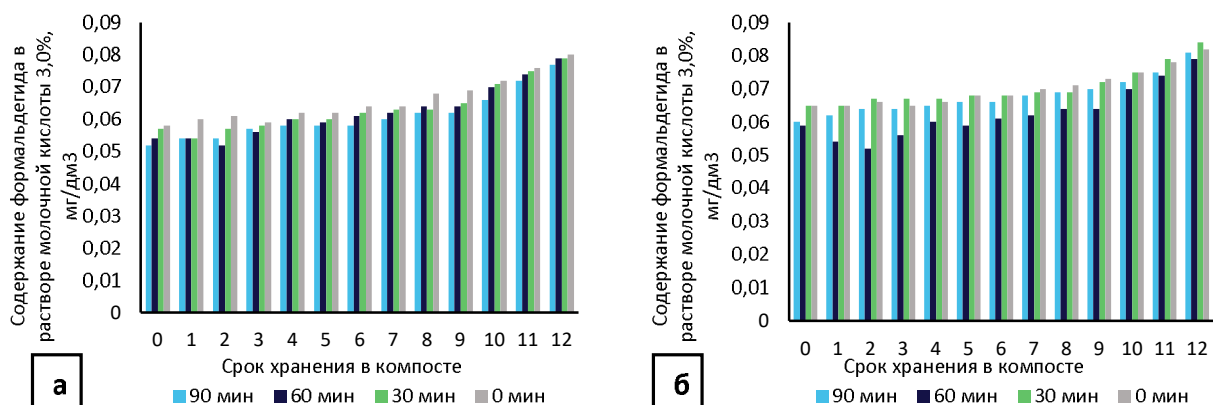 Содержание формальдегида в
растворе молочной кислоты 3,0%,
мг/дм3
0,09
0,08
0,07
0,06
0,05
0,04
0,03
0,02
0,01
0
0 1 2 3 4 5 6 7 8 9 10 11 12
Срок хранения в компосте
90 мин 60 мин 30 мин 0 мин
а
Содержание формальдегида в
растворе молочной кислоты 3,0%,
мг/дм3
0,09
0,08
0,07
0,06
0,05
0,04
0,03
0,02
0,01
0
0 1 2 3 4 5 6 7 8 9 10 11 12
Срок хранения в компосте
90 мин 60 мин 30 мин 0 мин
б